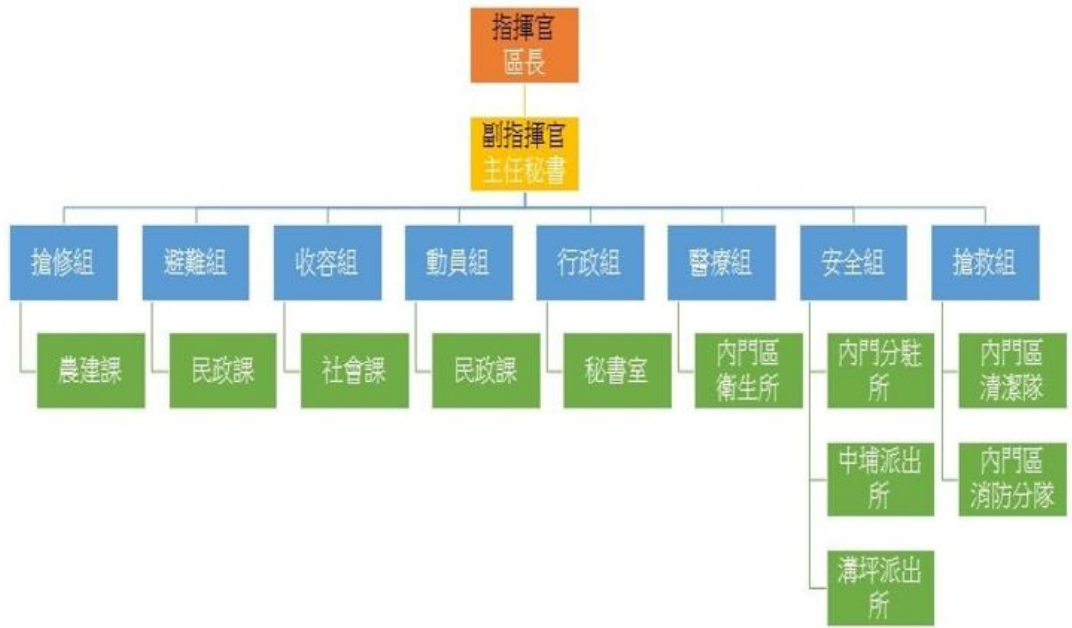 指揮官
區長
副指揮官
主任秘書
搶修組
避難組
收容組
動員組
行政組
醫療組
安全組
搶救組
農建課
民政課
社會課
民政課
秘書室
內門區
衛生所
內門分駐
所
內門區
清潔隊
中埔派出
所
內門區
消防分隊
溝坪派出
所